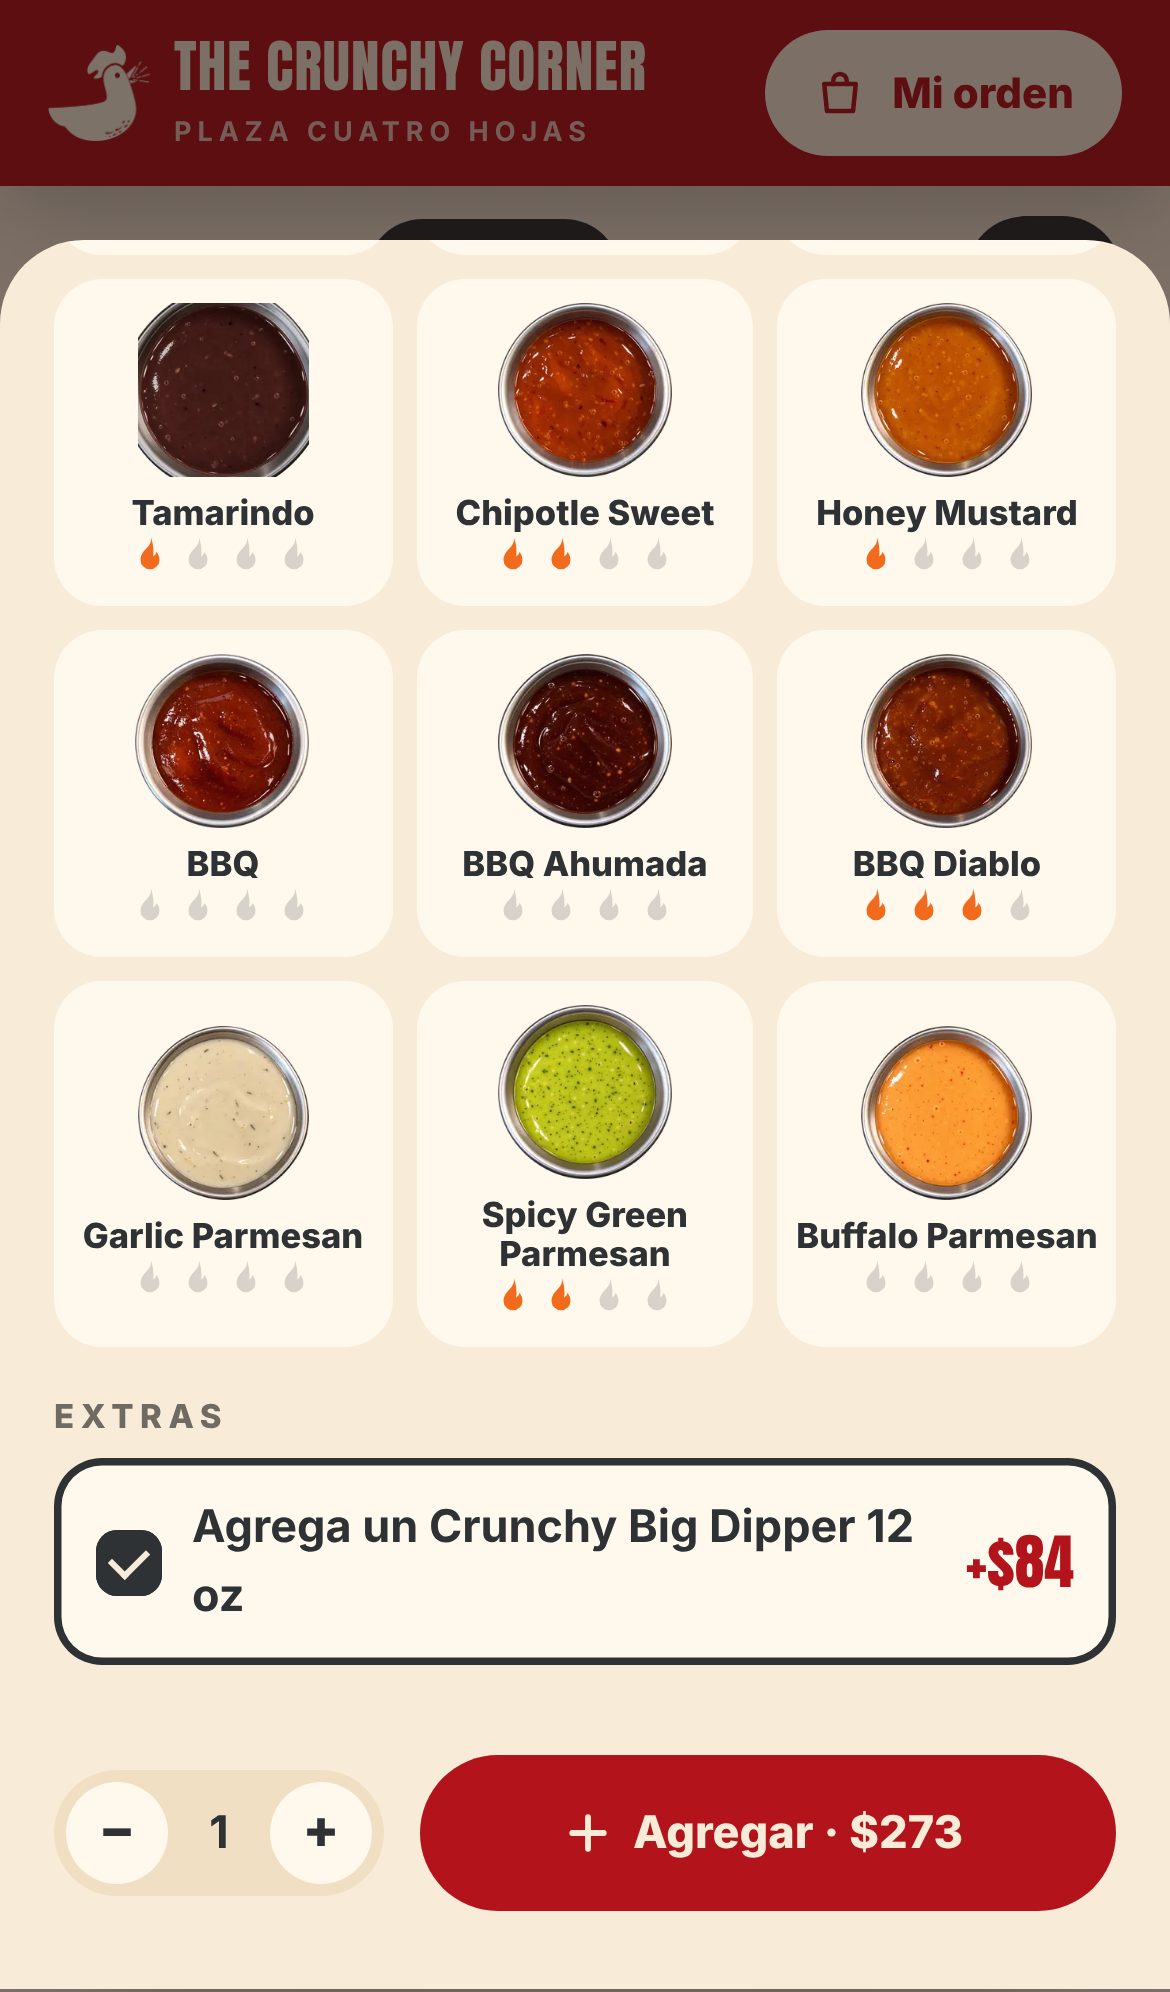 THE CRUNCHY CORNER
PLAZA CUATRO HOJAS
Mi orden
Tamarindo
Chipotle Sweet
Honey Mustard
BBQ
BBQ Ahumada
BBQ Diablo
Garlic Parmesan
Spicy Green
Parmesan
Buffalo Parmesan
EXTRAS
Agrega un Crunchy Big Dipper 12
oz
+$84
− 1 +
+ Agregar · $273